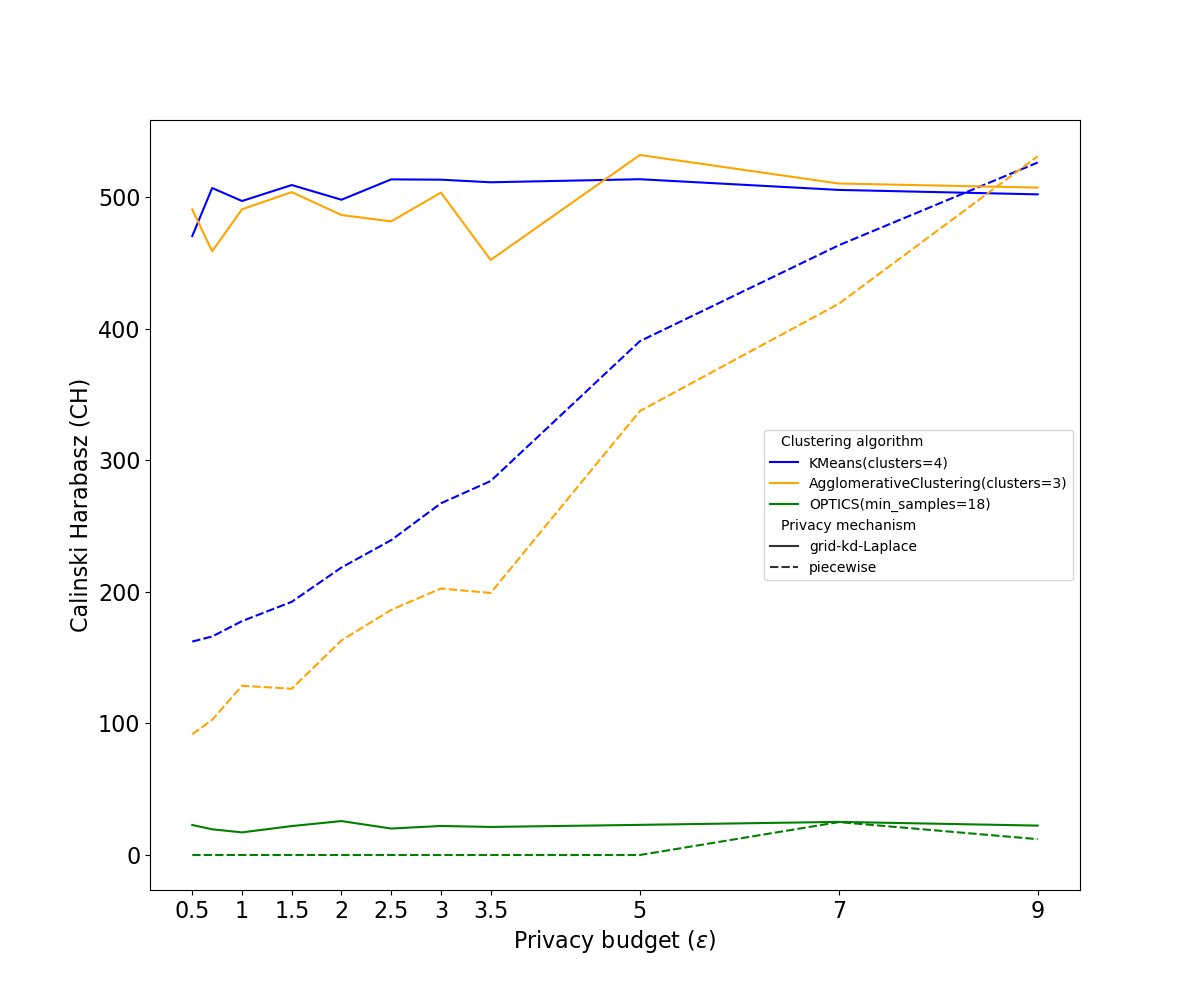 500
400
300
200
100
0
Calinski Harabasz (CH)
Clustering algorithm
KMeans(clusters=4)
AgglomerativeClustering(clusters=3)
OPTICS(min_samples=18)
Privacy mechanism
grid-kd-Laplace
piecewise
0.5 1 1.5 2 2.5 3 3.5 5 7 9
Privacy budget (ε)